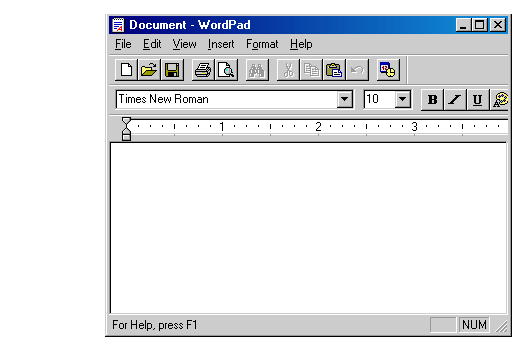 Document - WordPad
File Edit View Insert Format Help
Times New Roman 10 B I U
1 2 3
For Help, press F1 NUM